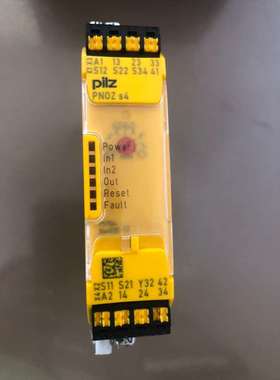 A1 13 23 33
S12 S22 S34 41
pilz
PNOZ s4
Power
In1
In2
Out
Reset
Fault
S11 S21 Y32 42
A2 14 24 34